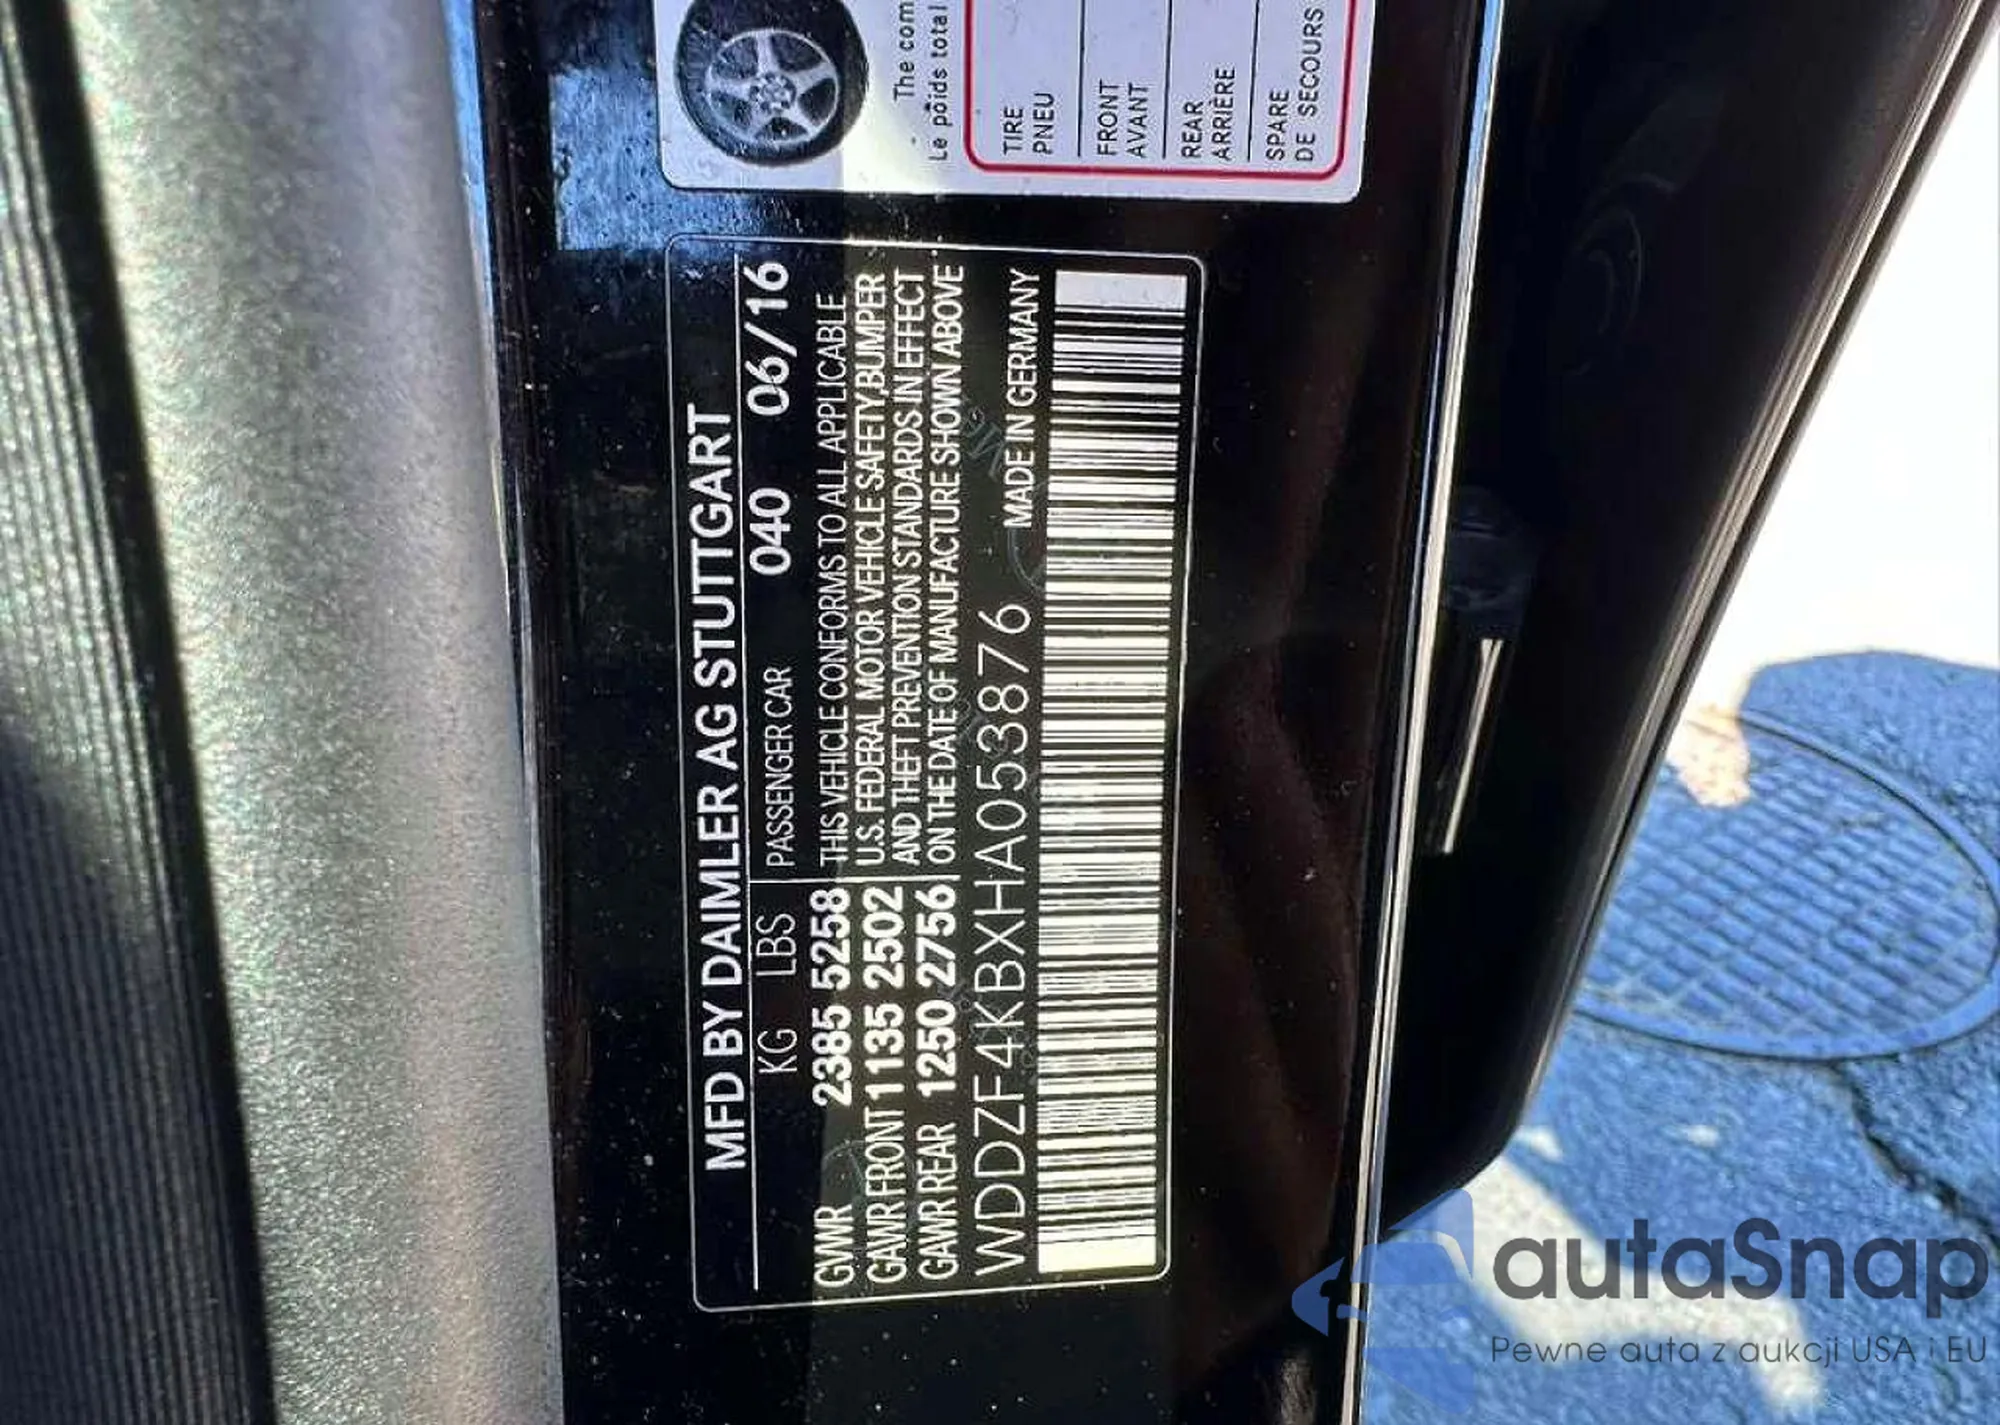 MFD BY DAIMLER AG STUTTGART
KG LBS PASSENGER CAR 040 06/16
GVWR 2385 5258 THIS VEHICLE CONFORMS TO ALL APPLICABLE
GAWR FRONT 1135 2502 U.S. FEDERAL MOTOR VEHICLE SAFETY, BUMPER
GAWR REAR 1250 2756 AND THEFT PREVENTION STANDARDS IN EFFECT
ON THE DATE OF MANUFACTURE SHOWN ABOVE.
WDDZF4KBXHA053876 MADE IN GERMANY
The com
Le poids total
TIRE
PNEU
FRONT
AVANT
REAR
ARRIÈRE
SPARE
DE SECOURS
autoSnap
Pewne auta z aukcji USA i EU